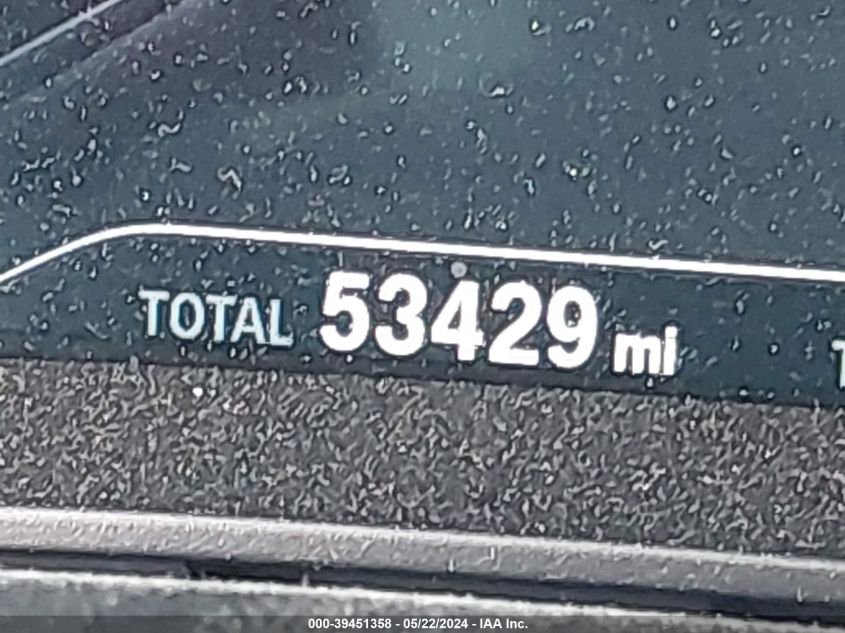 TOTAL 53429 mi
000-39451358 - 05/22/2024 - IAA Inc.